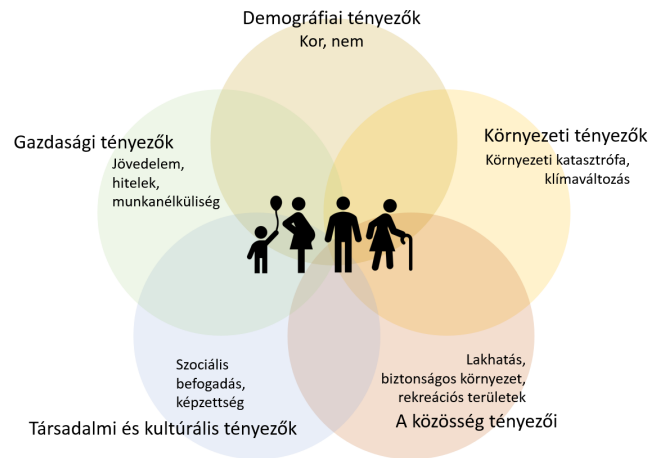 Demográfiai tényezők
Kor, nem
Gazdasági tényezők
Jövedelem,
hitelek,
munkanélküliség
Környezeti tényezők
Környezeti katasztrófa,
klímaváltozás
Szociális
befogadás,
képzettség
Társadalmi és kultúrális tényezők
Lakhatás,
biztonságos környezet,
rekreációs területek
A közösség tényezői